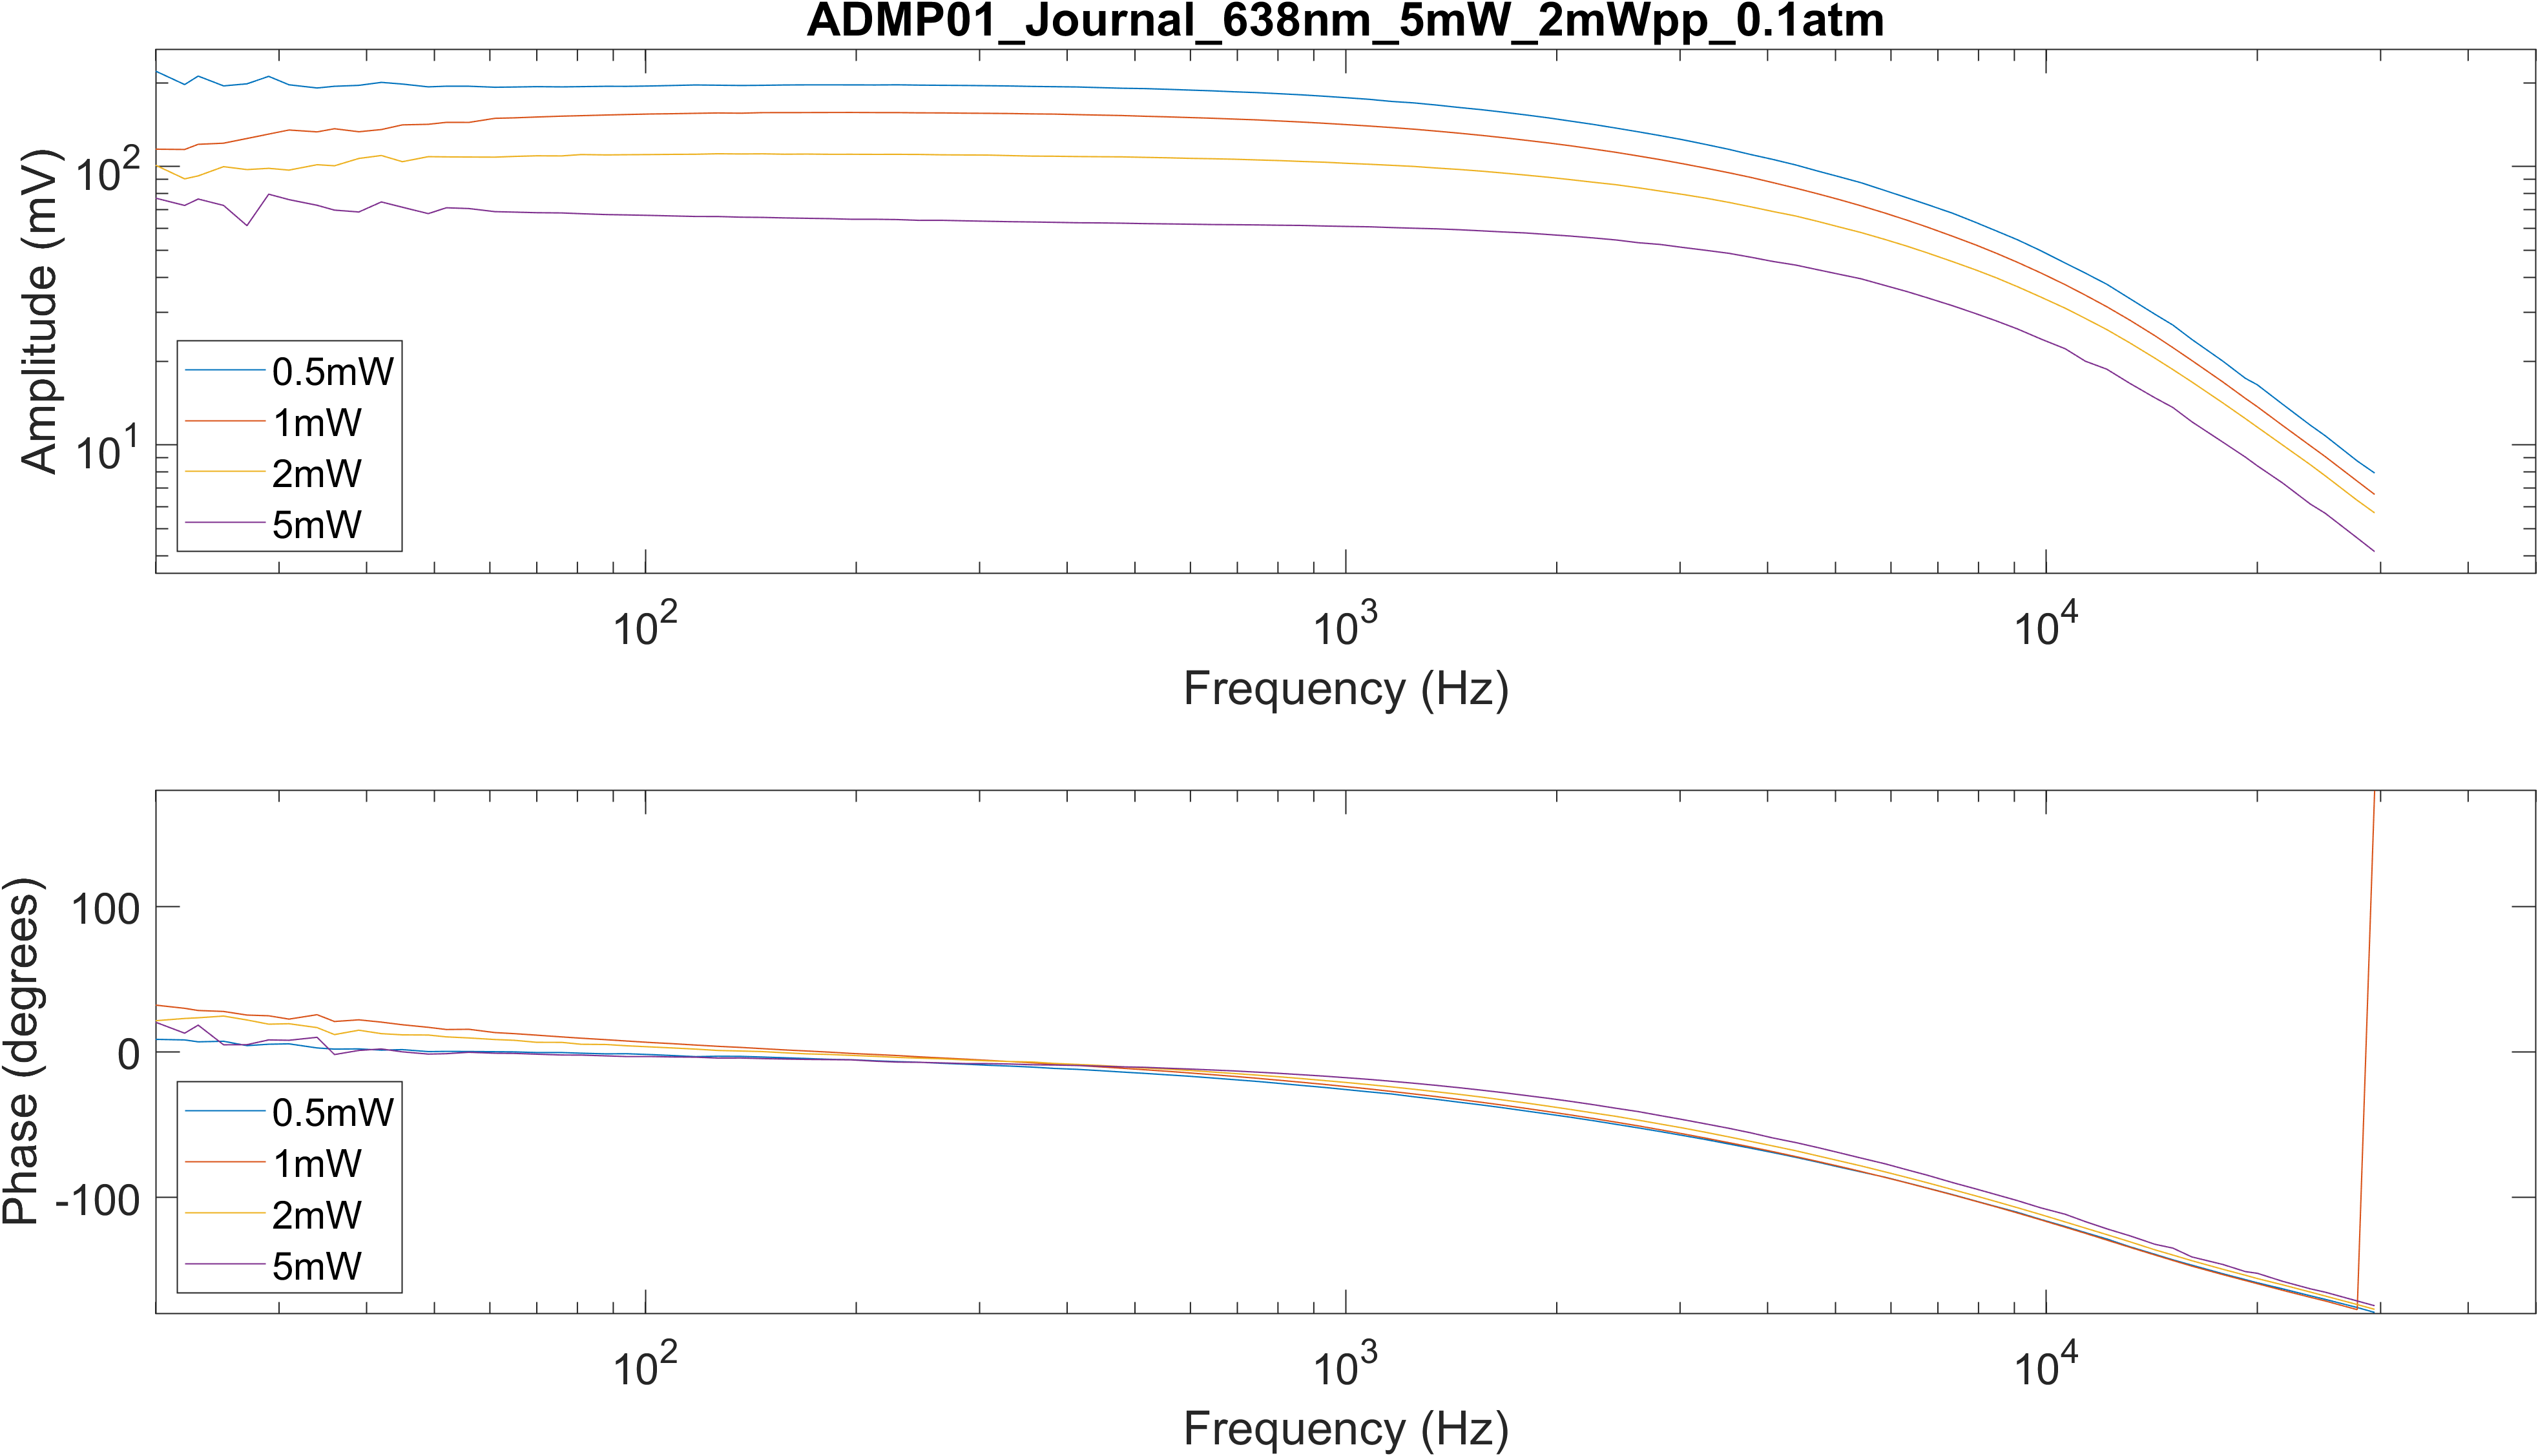 ADMP01_Journal_638nm_5mW_2mWpp_0.1atm
Amplitude (mV)
10^2
10^1
0.5mW
1mW
2mW
5mW
10^2 10^3 10^4
Frequency (Hz)
Phase (degrees)
100
0
-100
0.5mW
1mW
2mW
5mW
10^2 10^3 10^4
Frequency (Hz)